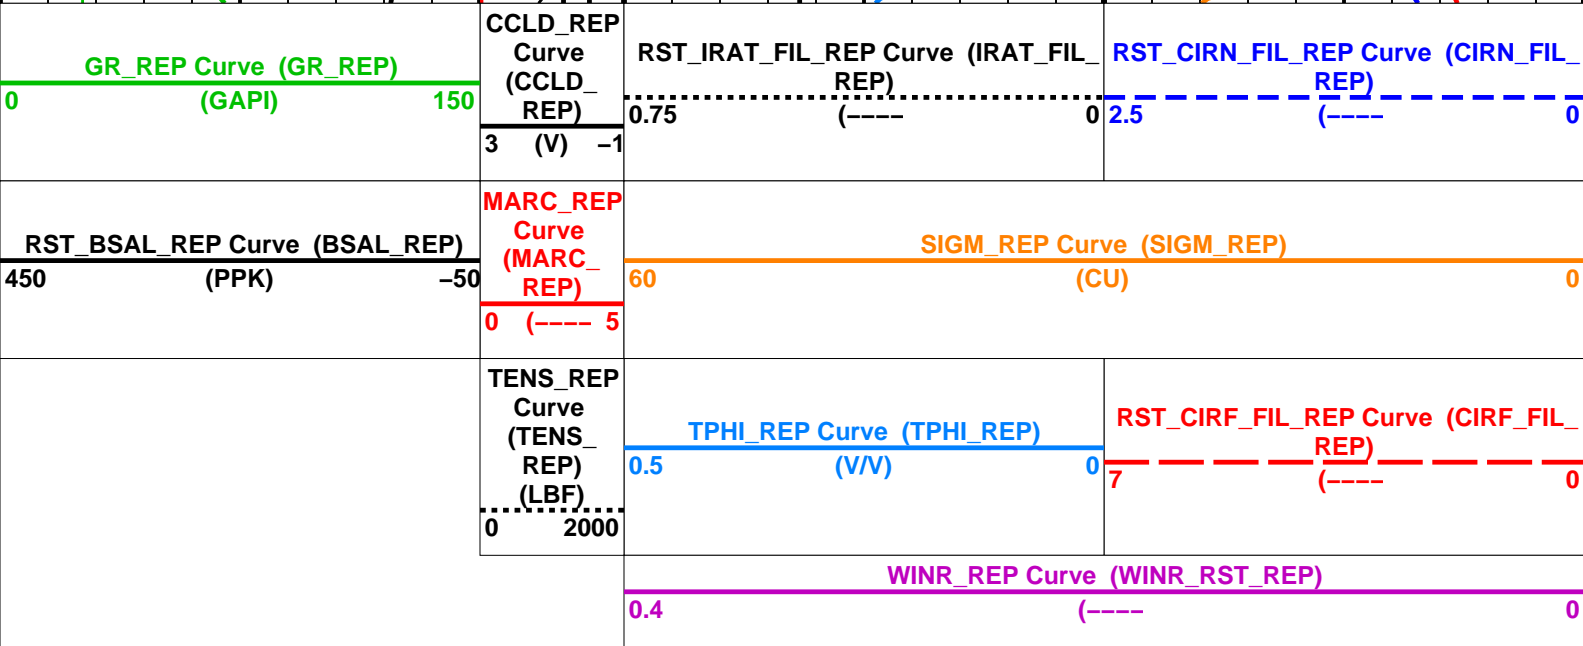 GR_REP Curve (GR_REP)
0 (GAPI) 150
CCLD_REP
Curve
(CCLD_
REP)
3 (V) −1
RST_IRAT_FIL_REP Curve (IRAT_FIL_
REP)
0.75 (−−−− 0
RST_CIRN_FIL_REP Curve (CIRN_FIL_
REP)
2.5 (−−−− 0
RST_BSAL_REP Curve (BSAL_REP)
450 (PPK) −50
MARC_REP
Curve
(MARC_
REP)
0 (−−−− 5
SIGM_REP Curve (SIGM_REP)
60 (CU) 0
TENS_REP
Curve
(TENS_
REP)
(LBF)
0 2000
TPHI_REP Curve (TPHI_REP)
0.5 (V/V) 0
RST_CIRF_FIL_REP Curve (CIRF_FIL_
REP)
7 (−−−− 0
WINR_REP Curve (WINR_RST_REP)
0.4 (−−−− 0